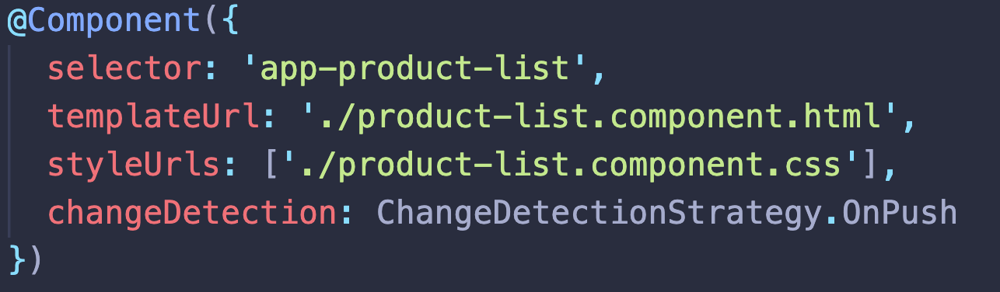 @Component({
  selector: 'app-product-list',
  templateUrl: './product-list.component.html',
  styleUrls: ['./product-list.component.css'],
  changeDetection: ChangeDetectionStrategy.OnPush
})